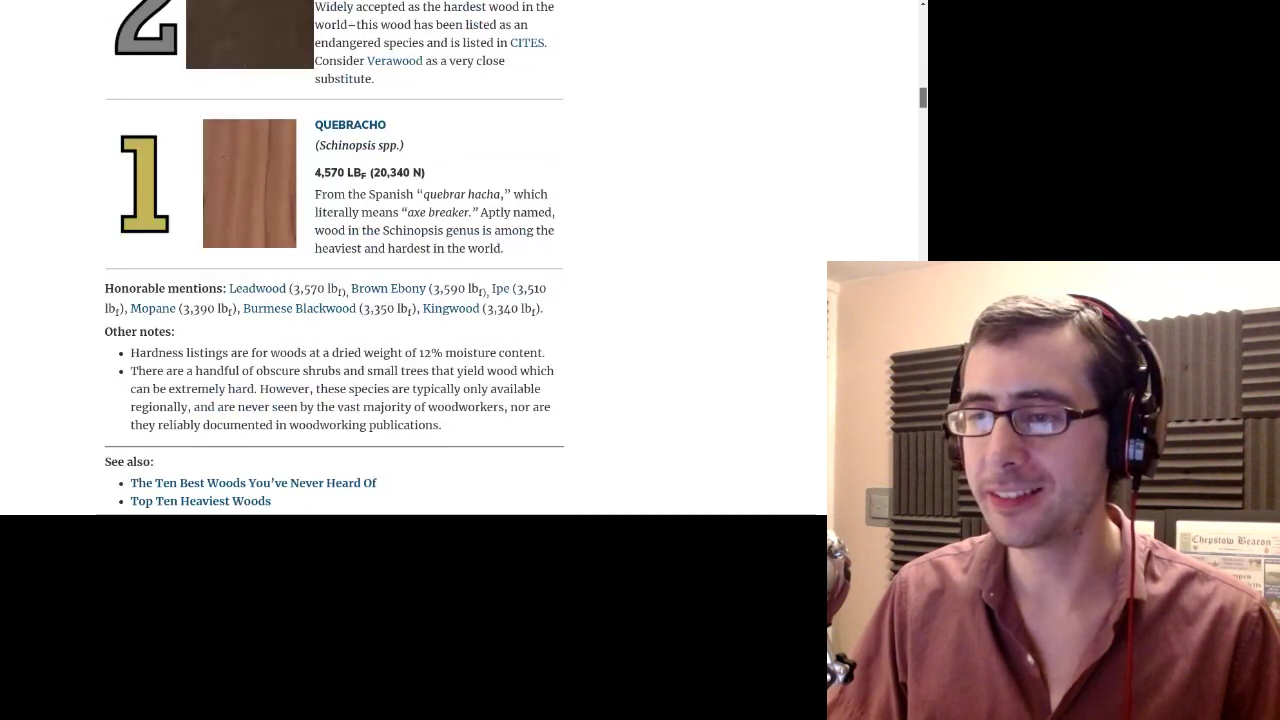 2
Widely accepted as the hardest wood in the
world–this wood has been listed as an
endangered species and is listed in CITES.
Consider Verawood as a very close
substitute.
1
QUEBRACHO
(Schinopsis spp.)
4,570 LBF (20,340 N)
From the Spanish “quebrar hacha,” which
literally means “axe breaker.” Aptly named,
wood in the Schinopsis genus is among the
heaviest and hardest in the world.
Honorable mentions: Leadwood (3,570 lbf), Brown Ebony (3,590 lbf), Ipe (3,510
lbf), Mopane (3,390 lbf), Burmese Blackwood (3,350 lbf), Kingwood (3,340 lbf).
Other notes:
• Hardness listings are for woods at a dried weight of 12% moisture content.
• There are a handful of obscure shrubs and small trees that yield wood which
can be extremely hard. However, these species are typically only available
regionally, and are never seen by the vast majority of woodworkers, nor are
they reliably documented in woodworking publications.
See also:
• The Ten Best Woods You’ve Never Heard Of
• Top Ten Heaviest Woods
Chepstow Beacon